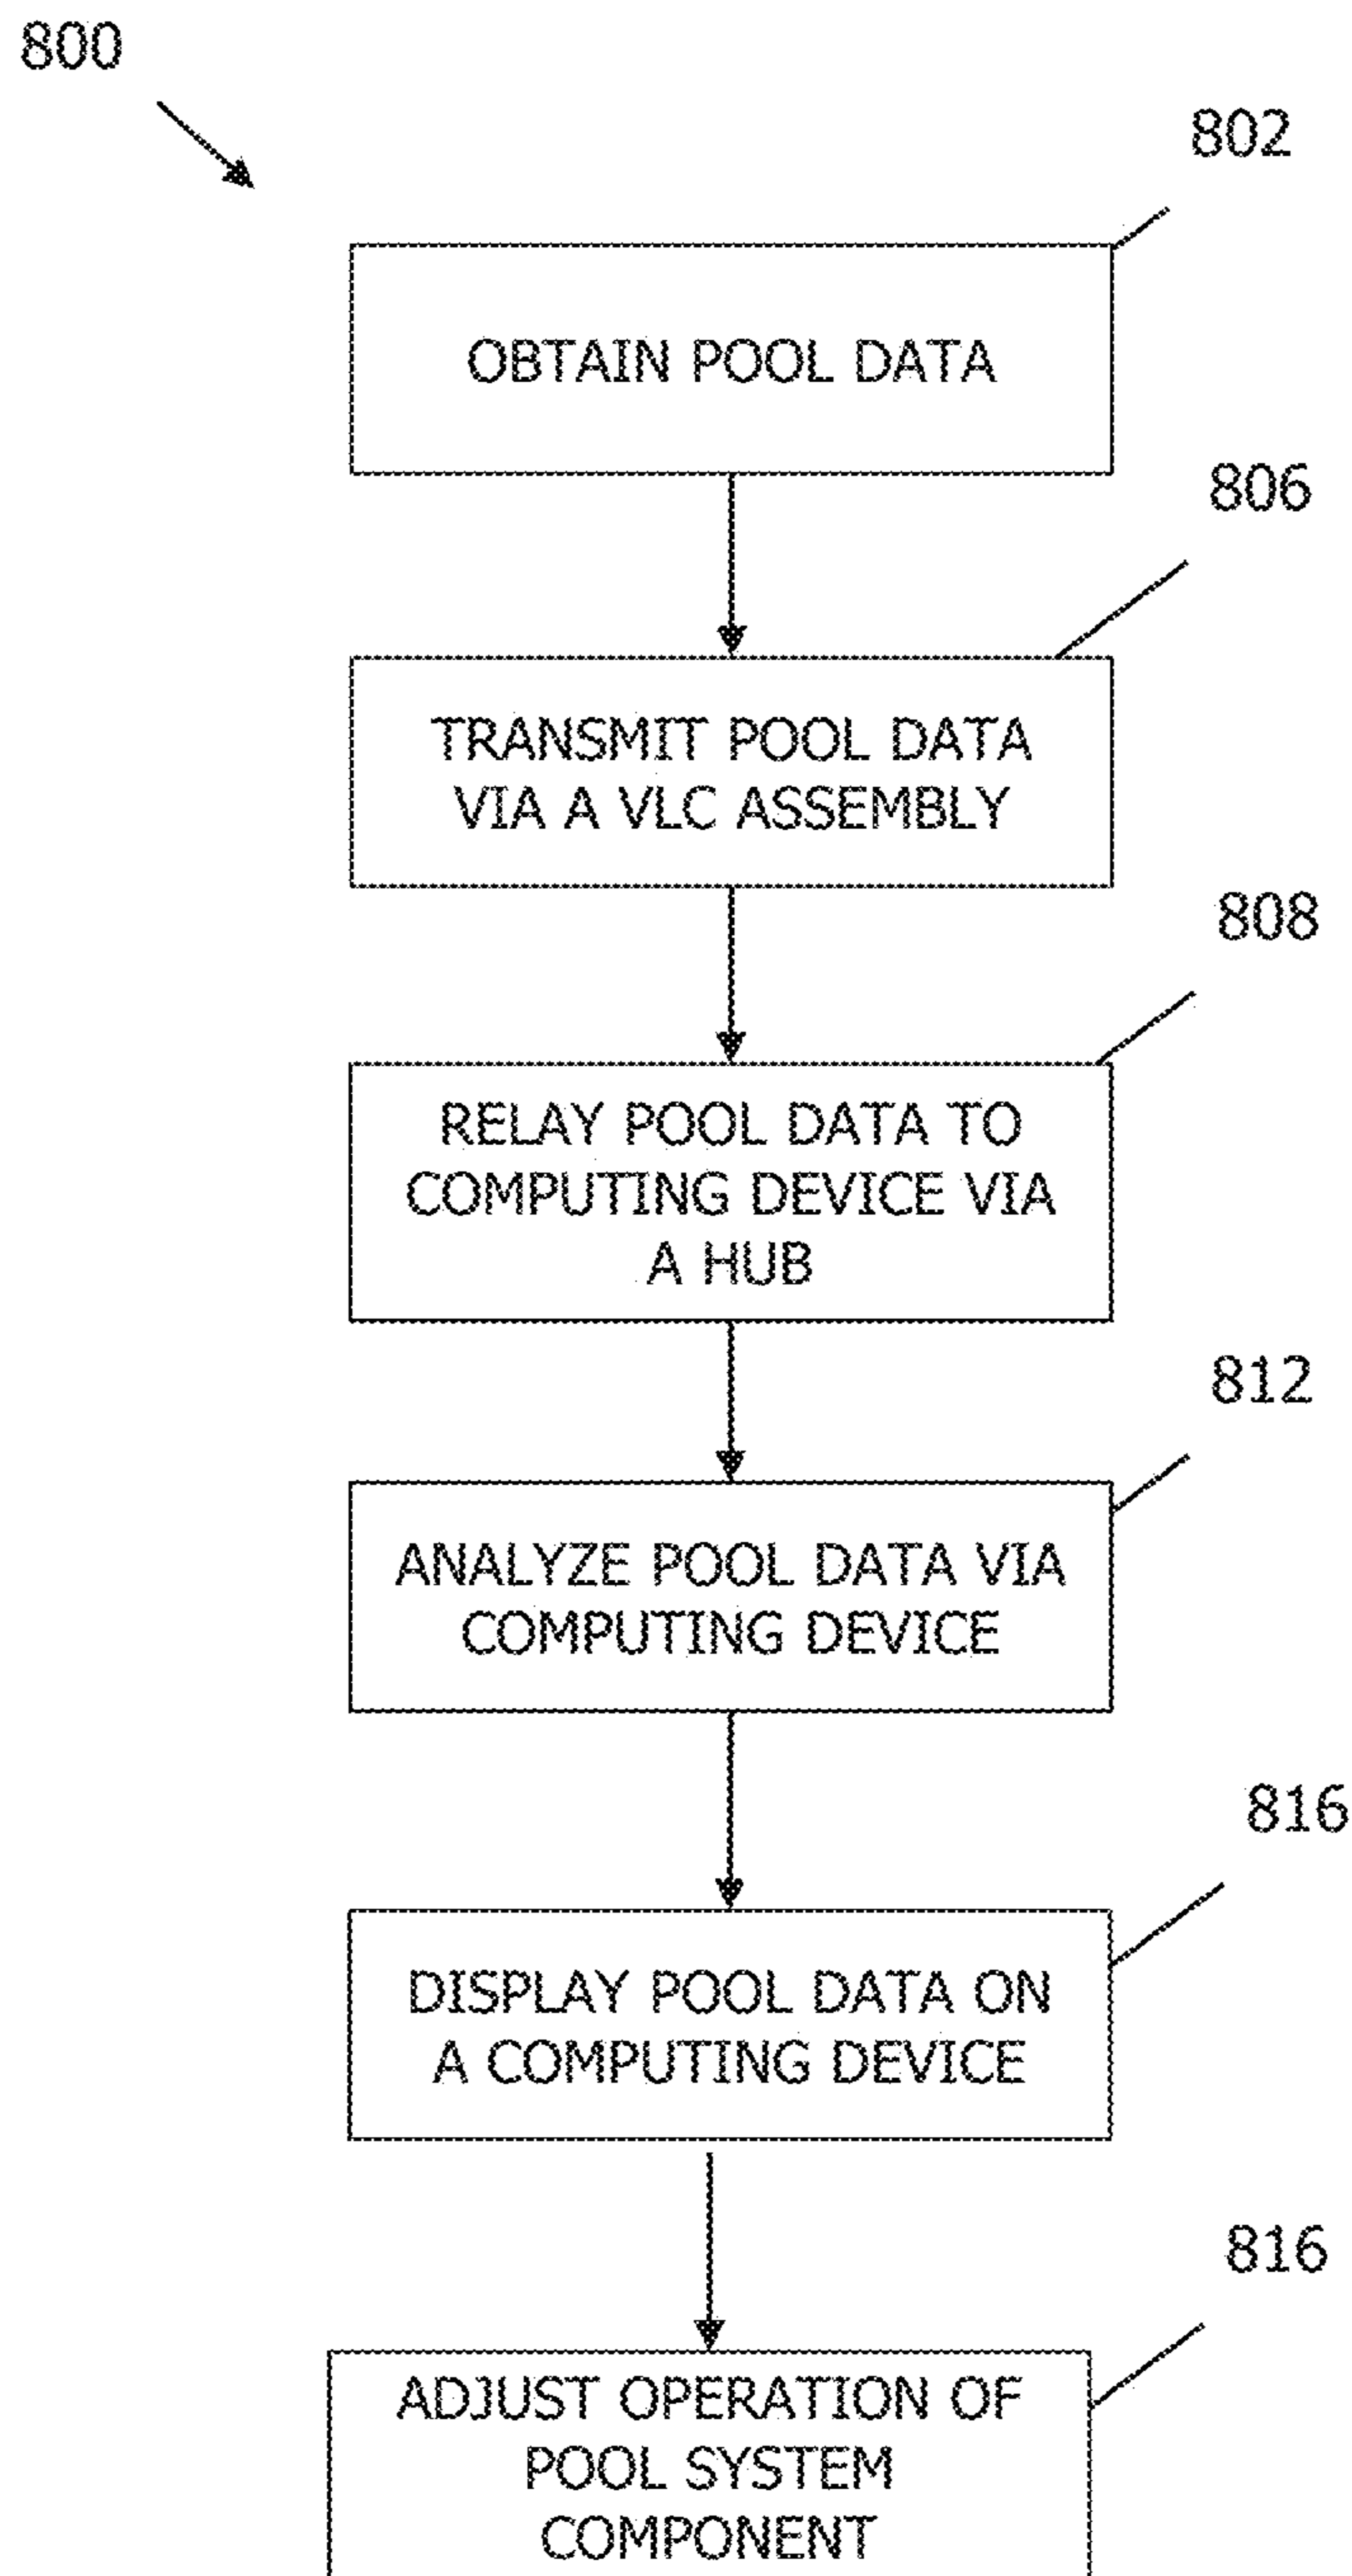 800
802
OBTAIN POOL DATA
806
TRANSMIT POOL DATA
VIA A VLC ASSEMBLY
808
RELAY POOL DATA TO
COMPUTING DEVICE VIA
A HUB
812
ANALYZE POOL DATA VIA
COMPUTING DEVICE
816
DISPLAY POOL DATA ON
A COMPUTING DEVICE
816
ADJUST OPERATION OF
POOL SYSTEM
COMPONENT